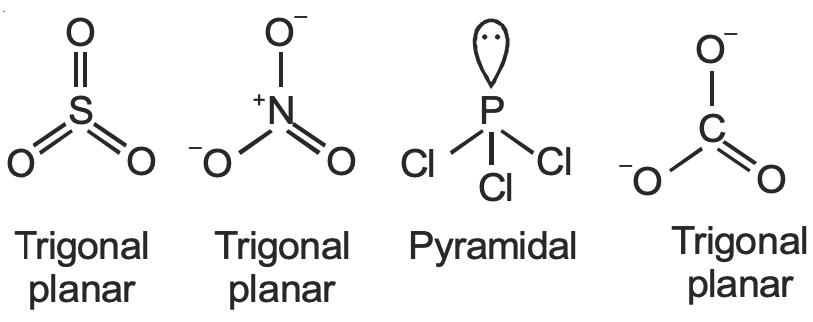 O
S
O O
O⁻
⁺N
⁻O O
P
Cl Cl
Cl
O⁻
C
⁻O O
Trigonal
planar
Trigonal
planar
Pyramidal
Trigonal
planar